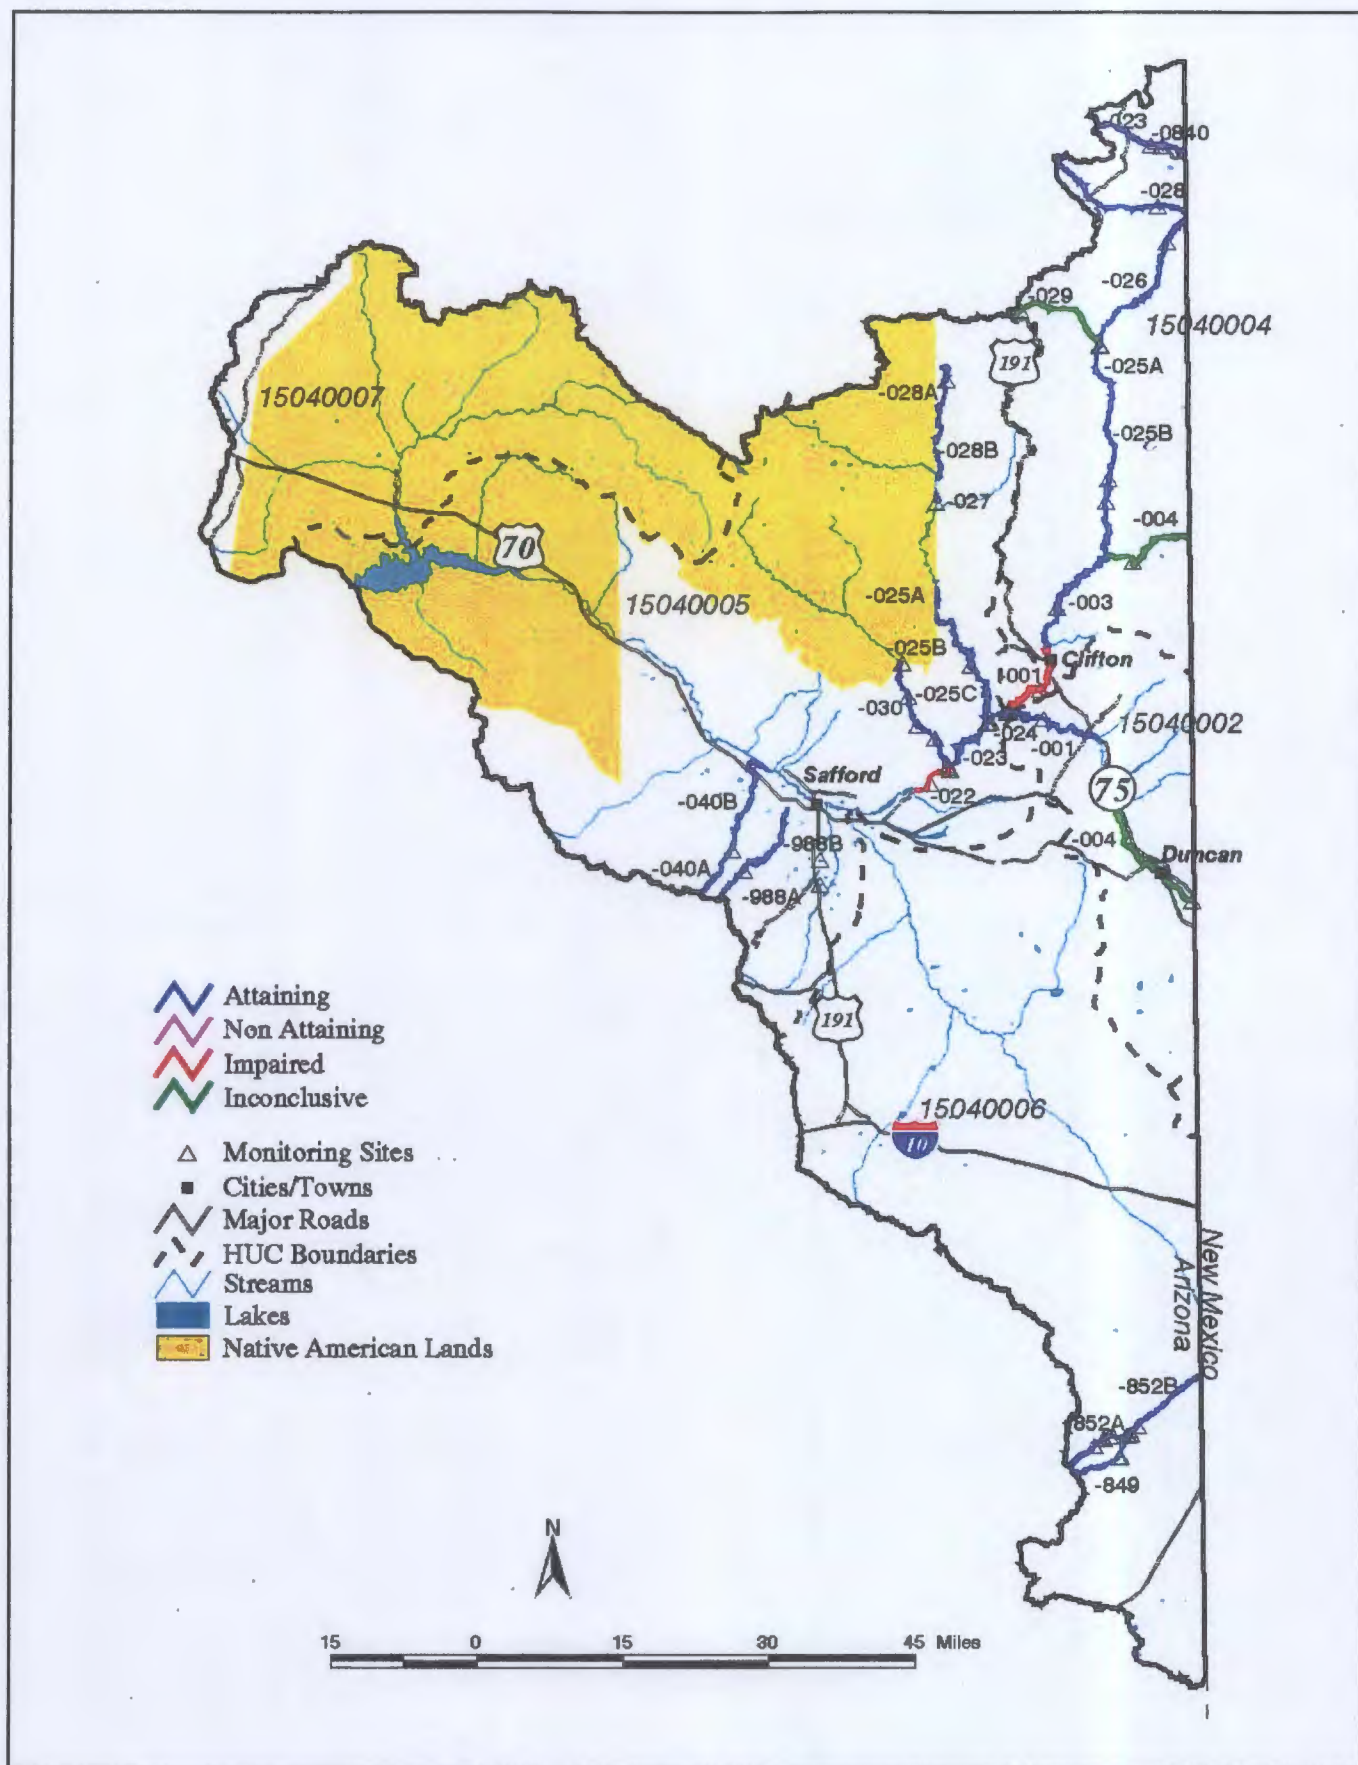 -023
-0840
-028
-026
-029
15040004
191
-025A
15040007
-028A
-025B
-028B
-027
-004
70
-025A
15040005
-003
-025B
Clifton
-001
-025C
-030
15040002
-024
-001
-023
Safford
75
-040B
-022
-004
-988B
Duncan
-040A
-988A
Attaining
191
Non Attaining
Impaired
Inconclusive
15040006
10
Monitoring Sites
Cities/Towns
Major Roads
HUC Boundaries
Streams
Lakes
Native American Lands
New Mexico
Arizona
-852B
-852A
-849
N
15 0 15 30 45 Miles